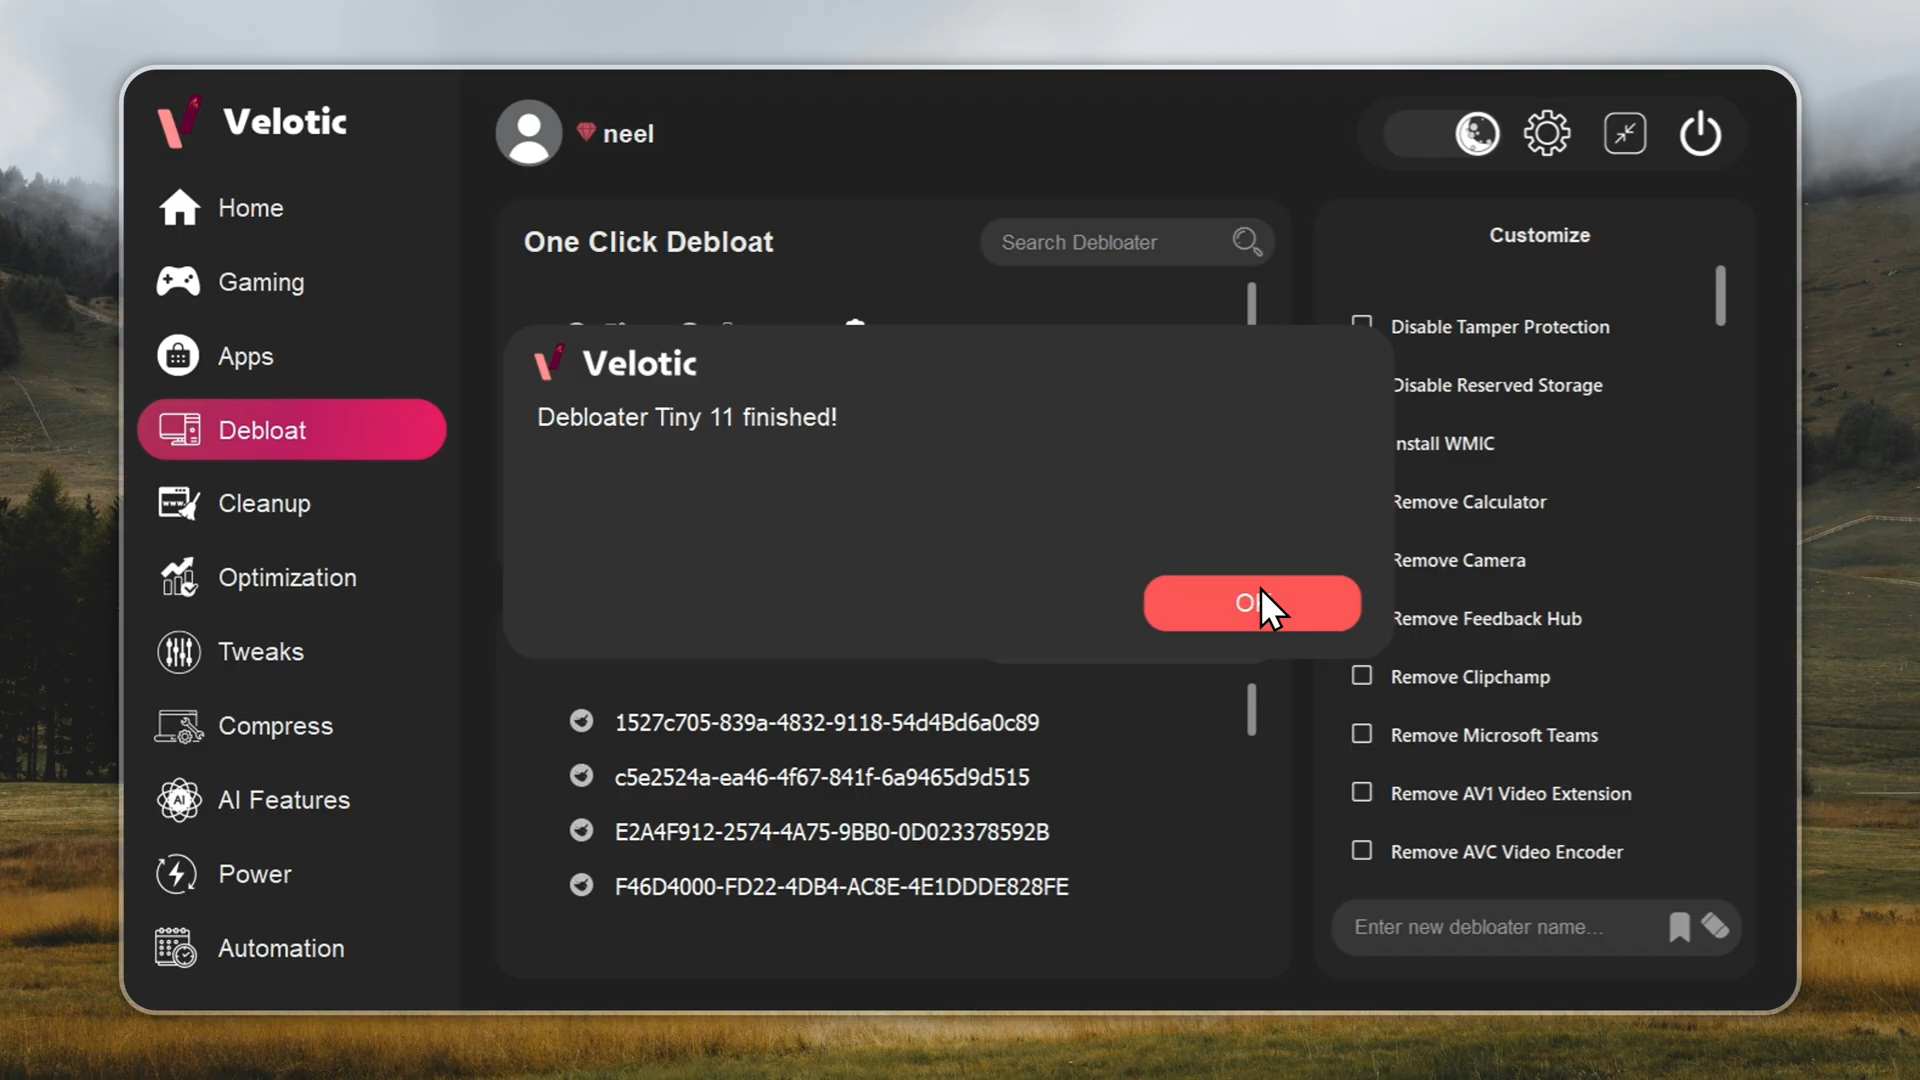 Velotic
Home
Gaming
Apps
Debloat
Cleanup
Optimization
Tweaks
Compress
AI Features
Power
Automation
neel
One Click Debloat
Search Debloater
Velotic
Debloater Tiny 11 finished!
1527c705-839a-4832-9118-54d4Bd6a0c89
c5e2524a-ea46-4f67-841f-6a9465d9d515
E2A4F912-2574-4A75-9BB0-0D023378592B
F46D4000-FD22-4DB4-AC8E-4E1DDDE828FE
Customize
Disable Tamper Protection
Disable Reserved Storage
nstall WMIC
Remove Calculator
Remove Camera
Remove Feedback Hub
Remove Clipchamp
Remove Microsoft Teams
Remove AV1 Video Extension
Remove AVC Video Encoder
Enter new debloater name...